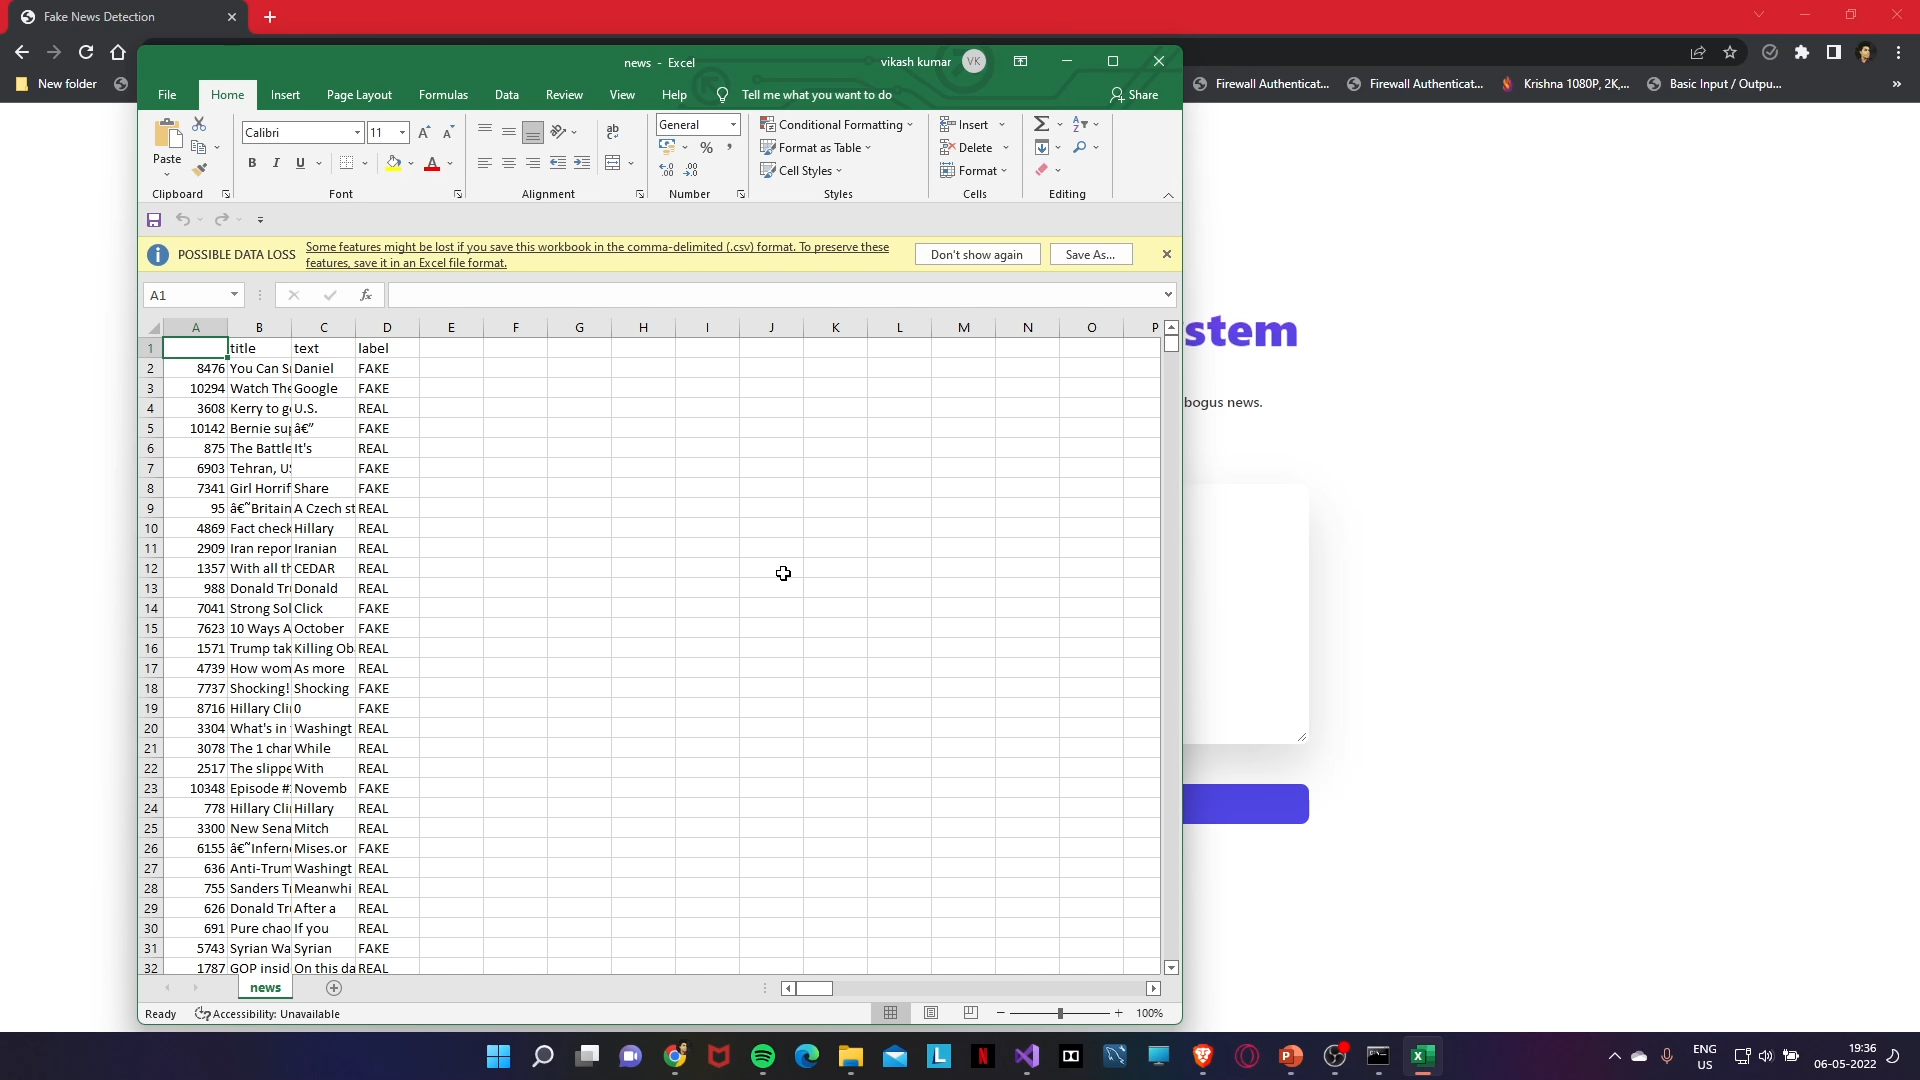 Fake News Detection
New folder
Firewall Authenticat...
Firewall Authenticat...
Krishna 1080P, 2K,...
Basic Input / Outpu...
news - Excel
vikash kumar
VK
File
Home
Insert
Page Layout
Formulas
Data
Review
View
Help
Tell me what you want to do
Share
Paste
Calibri
11
General
Conditional Formatting
Format as Table
Cell Styles
Insert
Delete
Format
Clipboard
Font
Alignment
Number
Styles
Cells
Editing
POSSIBLE DATA LOSS
Some features might be lost if you save this workbook in the comma-delimited (.csv) format. To preserve these
features, save it in an Excel file format.
Don't show again
Save As...
A1
fx
A B C D E F G H I J K L M N O P
1 title text label
2 8476 You Can S Daniel FAKE
3 10294 Watch The Google FAKE
4 3608 Kerry to g U.S. REAL
5 10142 Bernie sup â€” FAKE
6 875 The Battle It's REAL
7 6903 Tehran, US FAKE
8 7341 Girl Horrif Share FAKE
9 95 â€˜Britain A Czech st REAL
10 4869 Fact check Hillary REAL
11 2909 Iran repor Iranian REAL
12 1357 With all th CEDAR REAL
13 988 Donald Tr Donald REAL
14 7041 Strong Sol Click FAKE
15 7623 10 Ways A October FAKE
16 1571 Trump tak Killing Ob REAL
17 4739 How wom As more REAL
18 7737 Shocking! Shocking FAKE
19 8716 Hillary Cli 0 FAKE
20 3304 What's in Washingt REAL
21 3078 The 1 char While REAL
22 2517 The slippe With REAL
23 10348 Episode # Novemb FAKE
24 778 Hillary Cli Hillary REAL
25 3300 New Sena Mitch REAL
26 6155 â€˜Inferno Mises.or FAKE
27 636 Anti-Trum Washingt REAL
28 755 Sanders Tr Meanwhi REAL
29 626 Donald Tr After a REAL
30 691 Pure chao If you REAL
31 5743 Syrian Wa Syrian FAKE
32 1787 GOP insid On this da REAL
news
Ready
Accessibility: Unavailable
100%
stem
bogus news.
ENG
US
19:36
06-05-2022